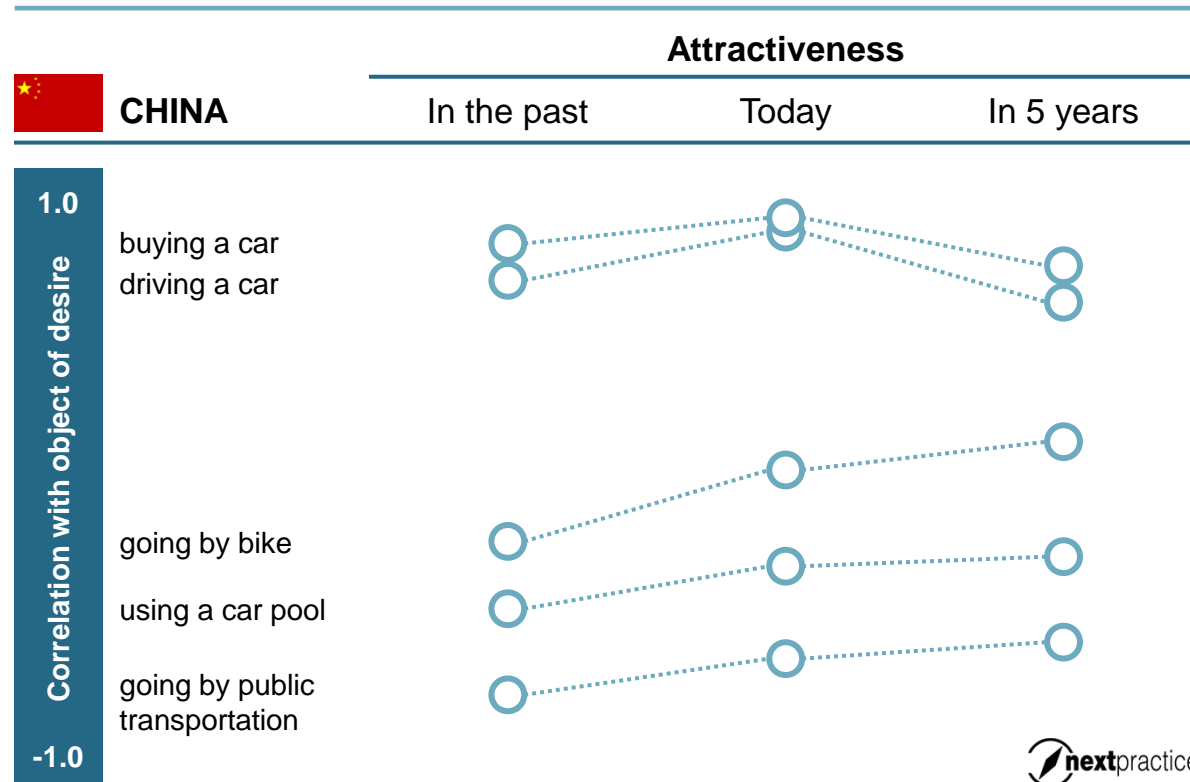 Attractiveness
CHINA In the past Today In 5 years
1.0
Correlation with object of desire
-1.0
buying a car
driving a car
going by bike
using a car pool
going by public
transportation
nextpractice